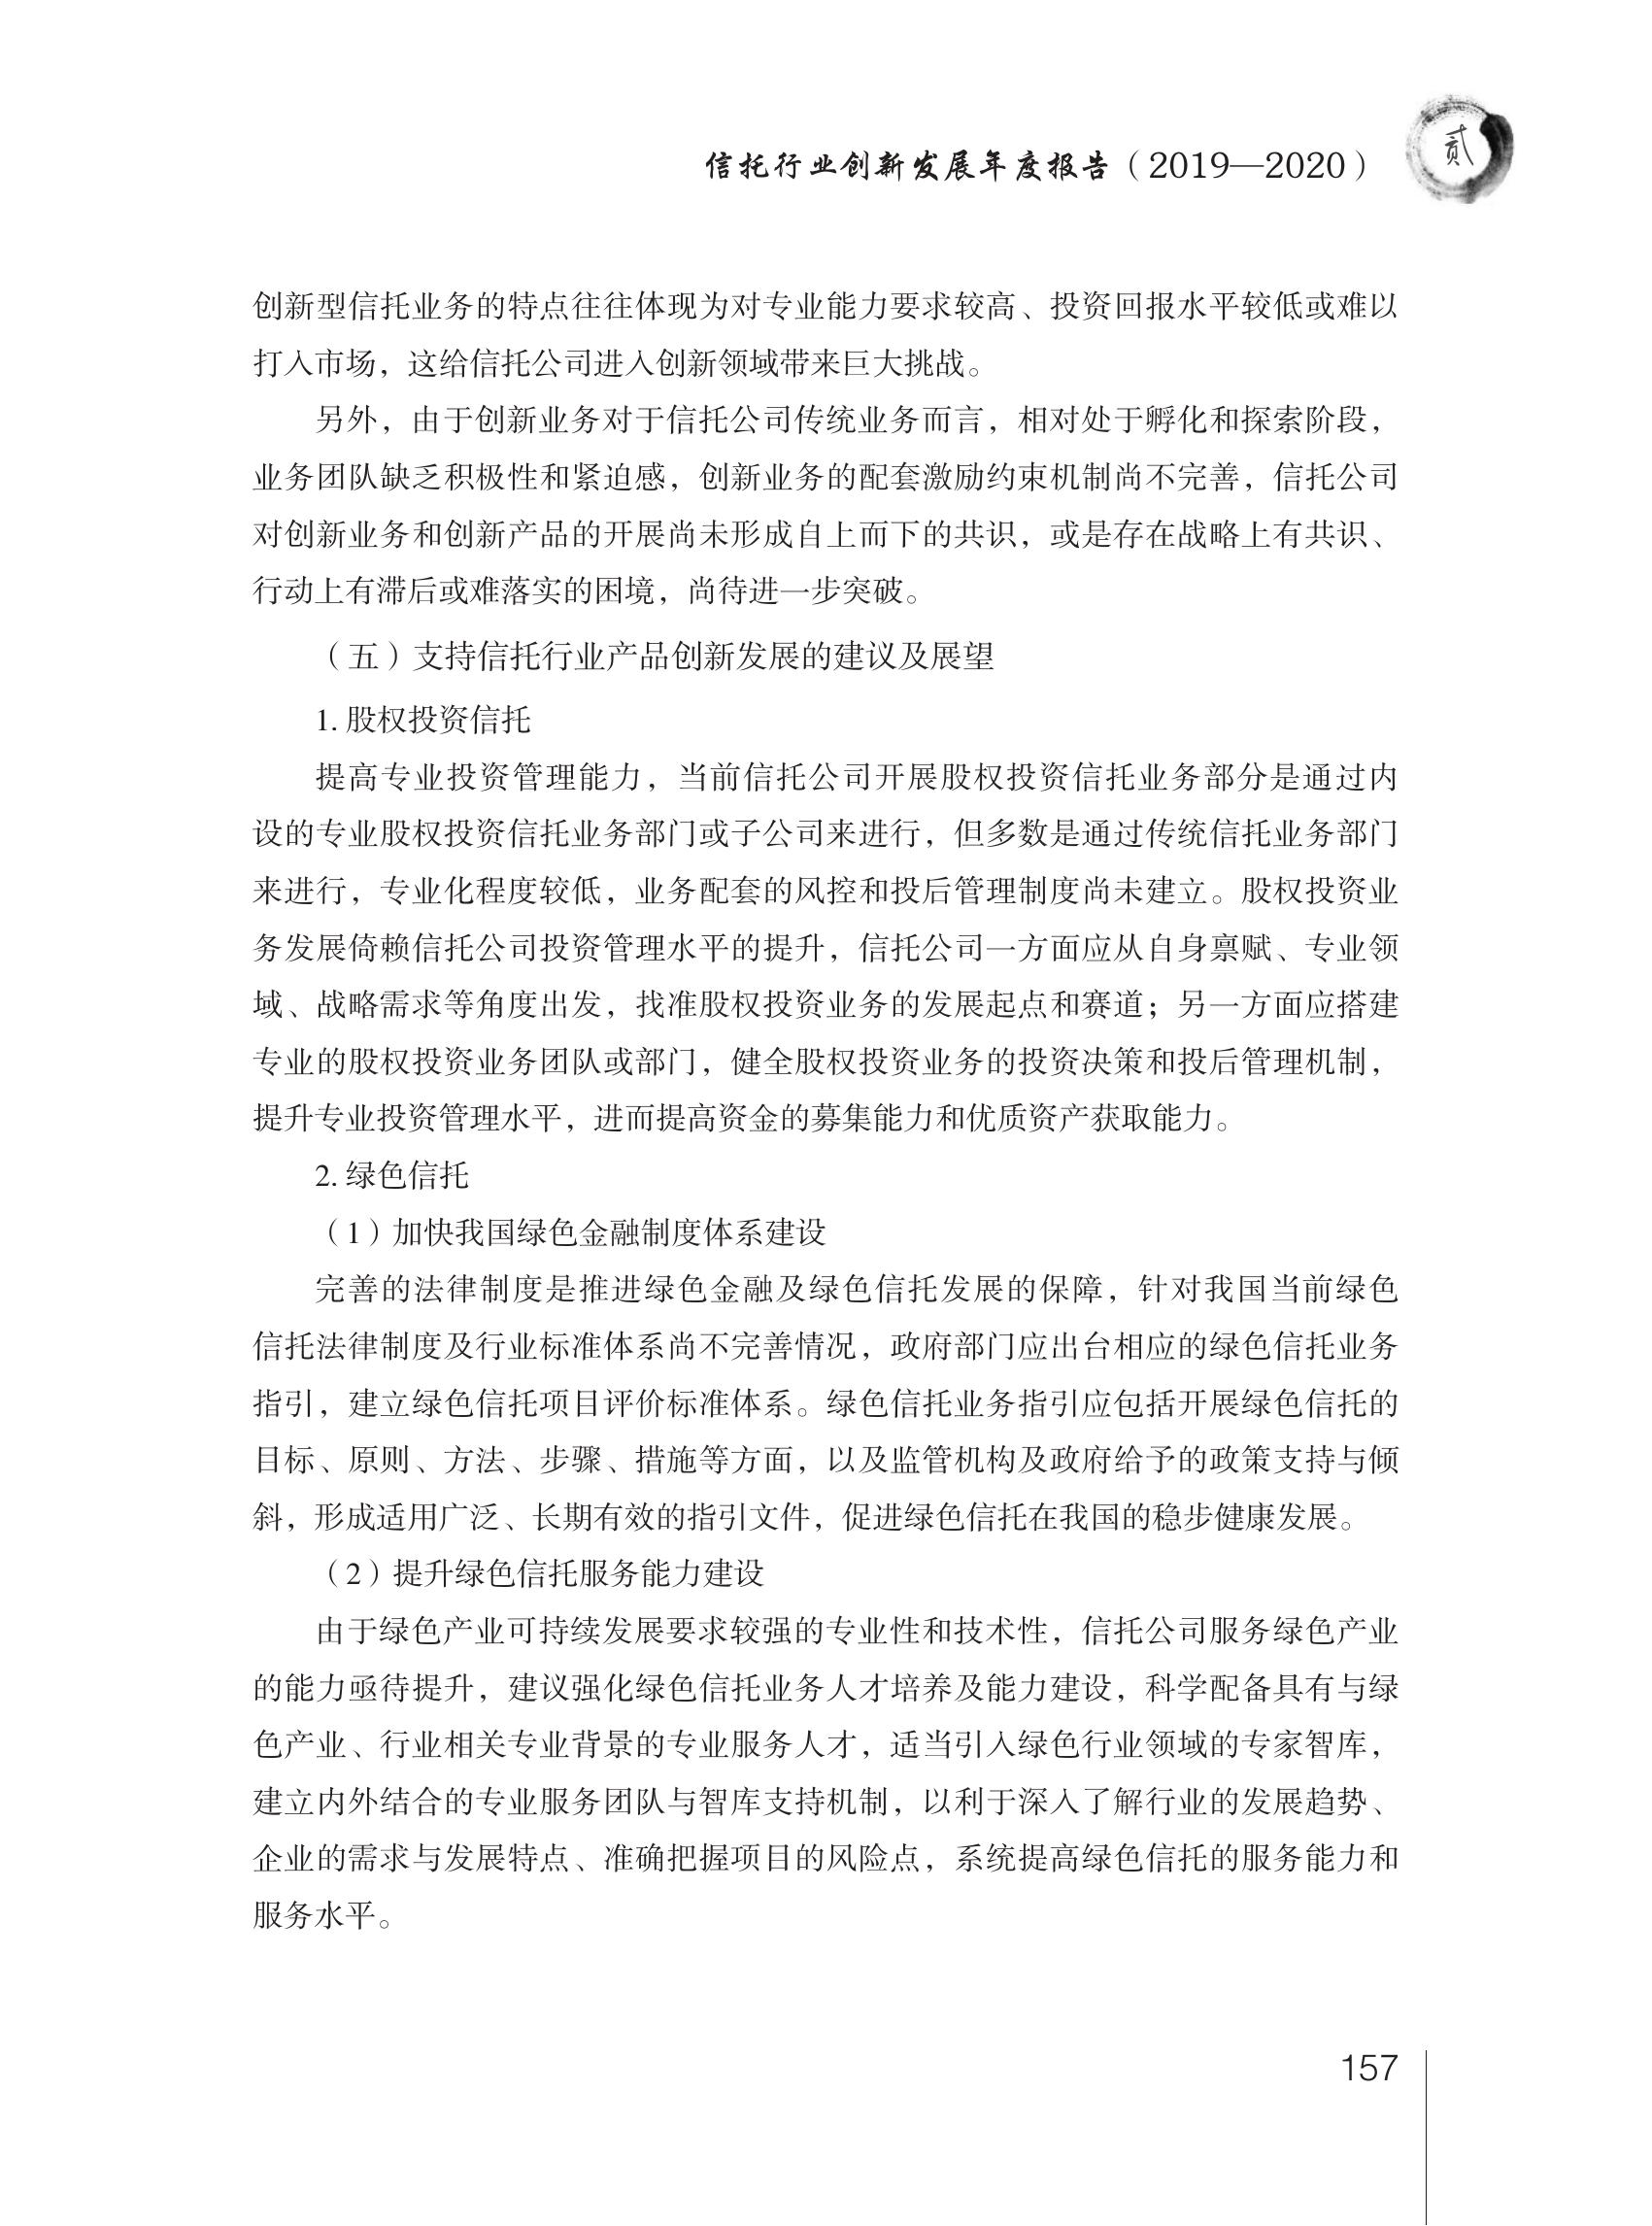 信托行业创新发展年度报告（2019—2020）
贰
创新型信托业务的特点往往体现为对专业能力要求较高、投资回报水平较低或难以
打入市场，这给信托公司进入创新领域带来巨大挑战。
另外，由于创新业务对于信托公司传统业务而言，相对处于孵化和探索阶段，
业务团队缺乏积极性和紧迫感，创新业务的配套激励约束机制尚不完善，信托公司
对创新业务和创新产品的开展尚未形成自上而下的共识，或是存在战略上有共识、
行动上有滞后或难落实的困境，尚待进一步突破。
（五）支持信托行业产品创新发展的建议及展望
1. 股权投资信托
提高专业投资管理能力，当前信托公司开展股权投资信托业务部分是通过内
设的专业股权投资信托业务部门或子公司来进行，但多数是通过传统信托业务部门
来进行，专业化程度较低，业务配套的风控和投后管理制度尚未建立。股权投资业
务发展倚赖信托公司投资管理水平的提升，信托公司一方面应从自身禀赋、专业领
域、战略需求等角度出发，找准股权投资业务的发展起点和赛道；另一方面应搭建
专业的股权投资业务团队或部门，健全股权投资业务的投资决策和投后管理机制，
提升专业投资管理水平，进而提高资金的募集能力和优质资产获取能力。
2. 绿色信托
（1）加快我国绿色金融制度体系建设
完善的法律制度是推进绿色金融及绿色信托发展的保障，针对我国当前绿色
信托法律制度及行业标准体系尚不完善情况，政府部门应出台相应的绿色信托业务
指引，建立绿色信托项目评价标准体系。绿色信托业务指引应包括开展绿色信托的
目标、原则、方法、步骤、措施等方面，以及监管机构及政府给予的政策支持与倾
斜，形成适用广泛、长期有效的指引文件，促进绿色信托在我国的稳步健康发展。
（2）提升绿色信托服务能力建设
由于绿色产业可持续发展要求较强的专业性和技术性，信托公司服务绿色产业
的能力亟待提升，建议强化绿色信托业务人才培养及能力建设，科学配备具有与绿
色产业、行业相关专业背景的专业服务人才，适当引入绿色行业领域的专家智库，
建立内外结合的专业服务团队与智库支持机制，以利于深入了解行业的发展趋势、
企业的需求与发展特点、准确把握项目的风险点，系统提高绿色信托的服务能力和
服务水平。
157